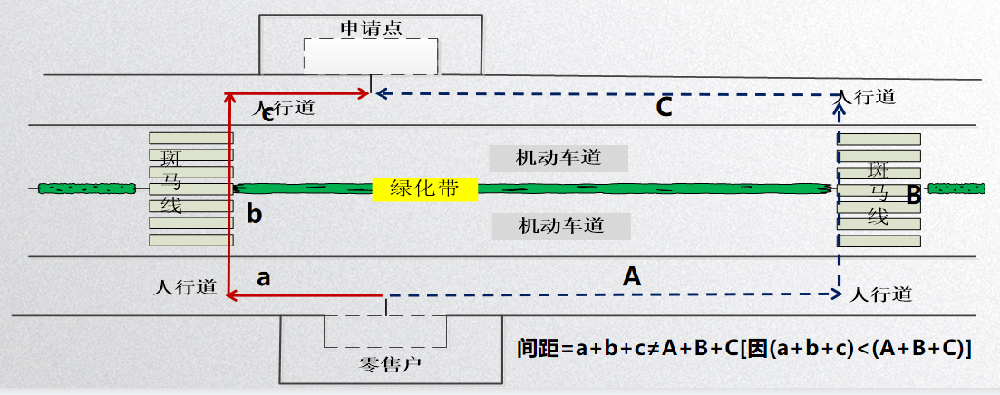 申请点
人行道
c
C
人行道
机动车道
斑马线
绿化带
斑马线
B
b
机动车道
a
A
人行道
人行道
间距=a+b+c≠A+B+C[因(a+b+c)<(A+B+C)]
零售户